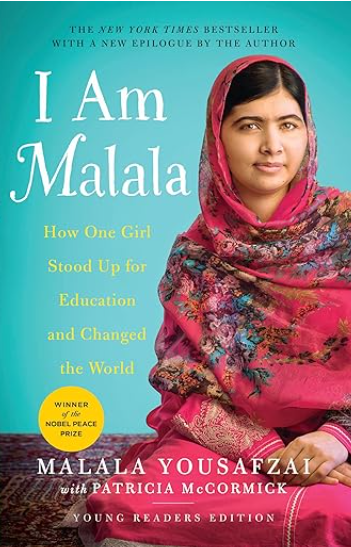 THE NEW YORK TIMES BESTSELLER
WITH A NEW EPILOGUE BY THE AUTHOR
I Am
Malala
How One Girl
Stood Up for
Education
and Changed
the World
WINNER
of the
NOBEL PEACE
PRIZE
MALALA YOUSAFZAI
with PATRICIA McCORMICK
YOUNG READERS EDITION